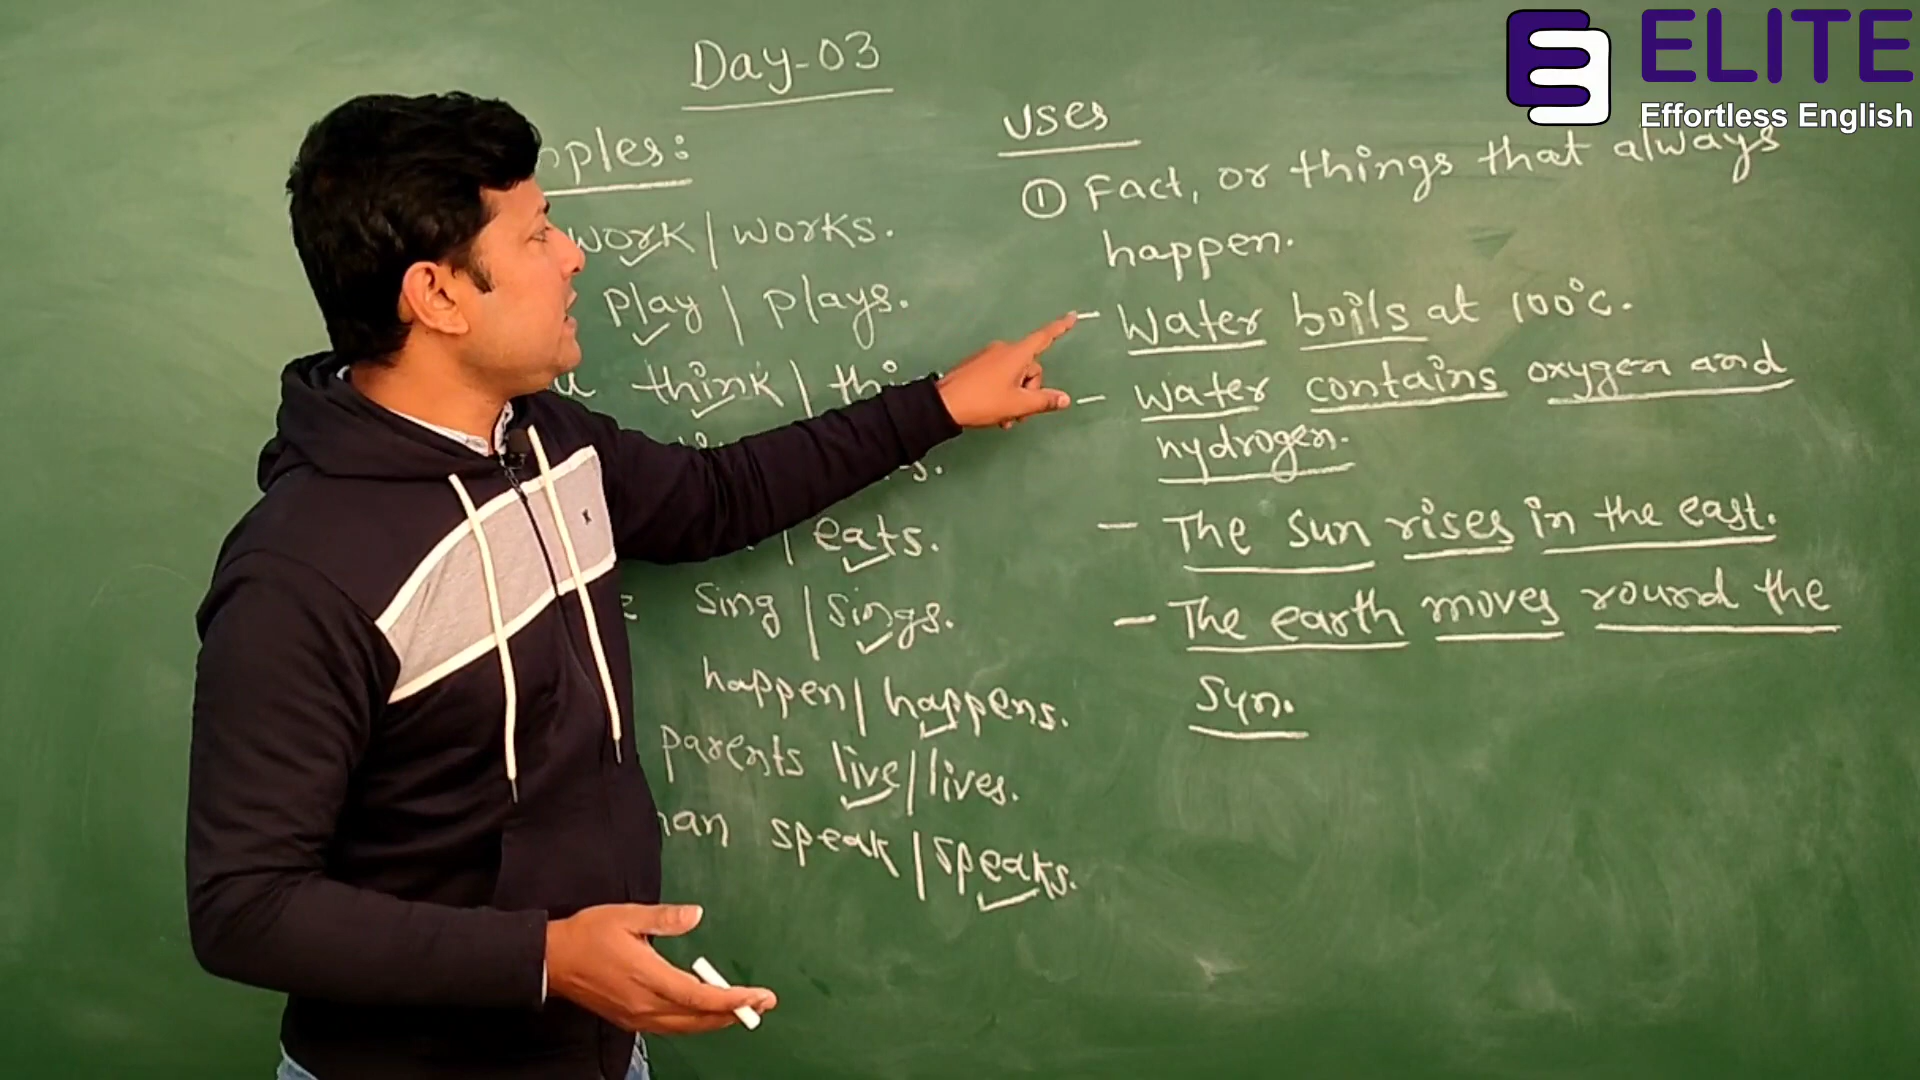 Day-03
ELITE
Effortless English
mples:
work / works.
play / plays.
think /
eats.
sing / sings.
happen / happens.
parents live / lives.
speak / speaks.
uses
① Fact, or things that always
happen.
- Water boils at 100°c.
- Water contains oxygen and
hydrogen.
- The sun rises in the east.
- The earth moves round the
sun.